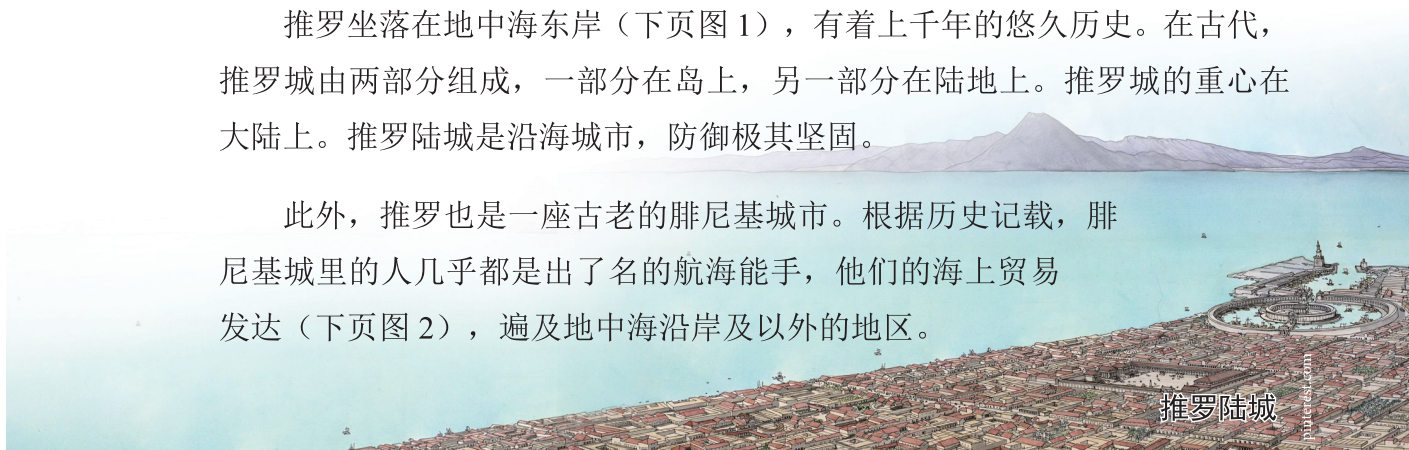 推罗坐落在地中海东岸（下页图 1），有着上千年的悠久历史。在古代，
推罗城由两部分组成，一部分在岛上，另一部分在陆地上。推罗城的重心在
大陆上。推罗陆城是沿海城市，防御极其坚固。
此外，推罗也是一座古老的腓尼基城市。根据历史记载，腓
尼基城里的人几乎都是出了名的航海能手，他们的海上贸易
发达（下页图 2），遍及地中海沿岸及以外的地区。
推罗陆城
pinterest.com